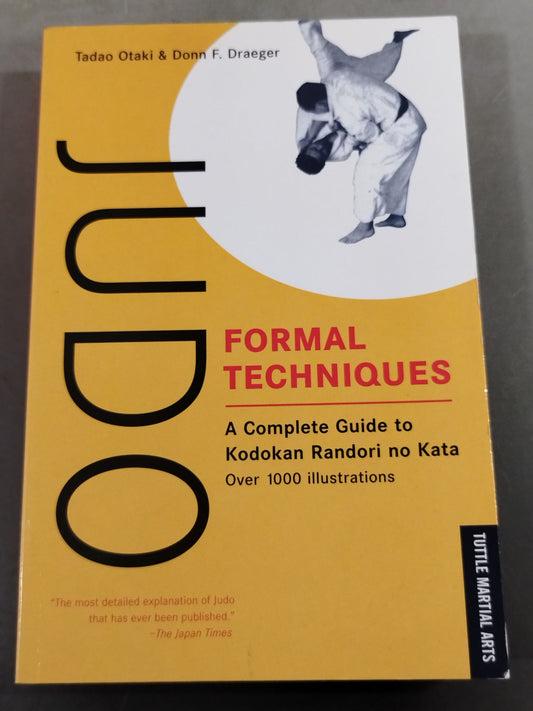 Tadao Otaki & Donn F. Draeger
JUDO
FORMAL
TECHNIQUES
A Complete Guide to
Kodokan Randori no Kata
Over 1000 illustrations
"The most detailed explanation of Judo
that has ever been published."
–The Japan Times
TUTTLE MARTIAL ARTS